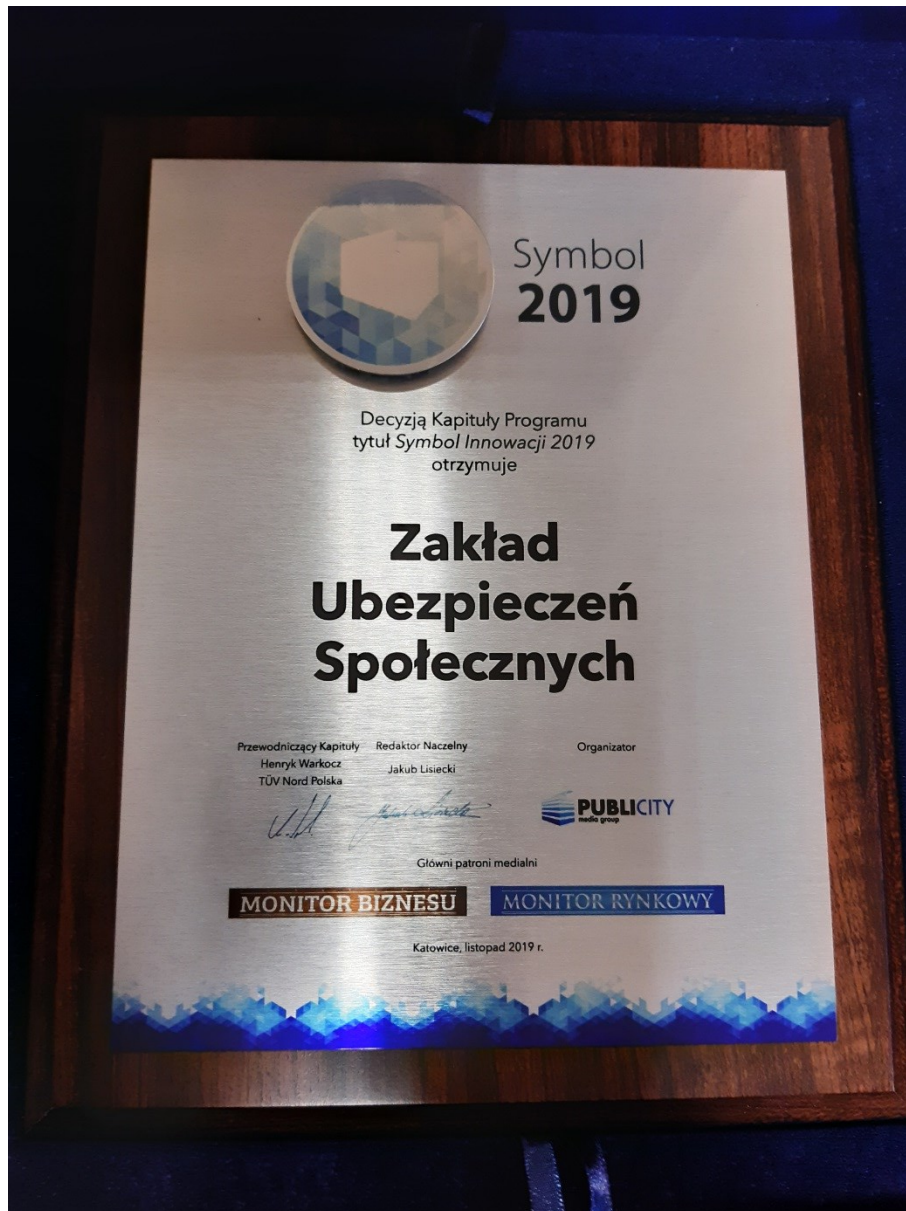 Symbol
2019
Decyzją Kapituły Programu
tytuł Symbol Innowacji 2019
otrzymuje
Zakład
Ubezpieczeń
Społecznych
Przewodniczący Kapituły
Henryk Warkocz
TÜV Nord Polska
Redaktor Naczelny
Jakub Lisiecki
Organizator
PUBLICITY
media group
Główni patroni medialni
MONITOR BIZNESU
MONITOR RYNKOWY
Katowice, listopad 2019 r.